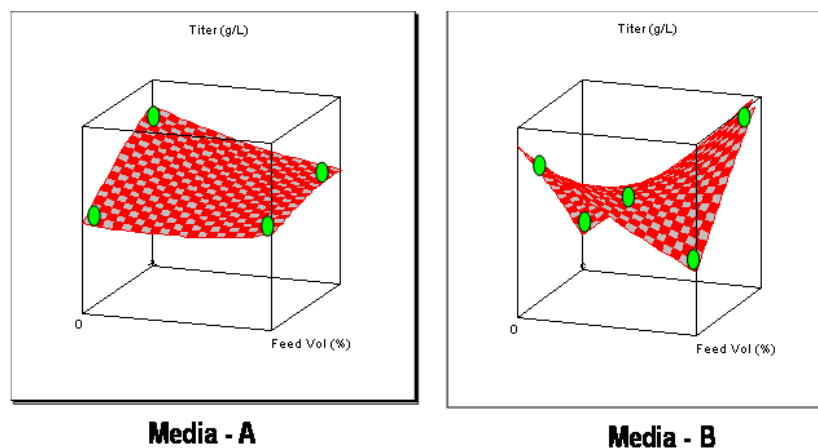 Titer (g/L)
0
Feed Vol (%)
Media - A
Titer (g/L)
0
Feed Vol (%)
Media - B